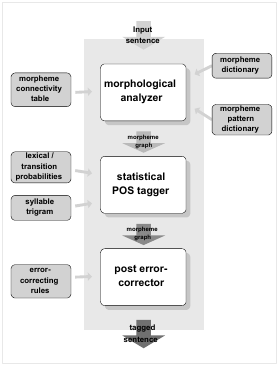 Input
sentence
morpheme
dictionary
morpheme
connectivity
table
morphological
analyzer
morpheme
pattern
dictionary
morpheme
graph
lexical /
transition
probabilities
statistical
POS tagger
syllable
trigram
morpheme
graph
error-
correcting
rules
post error-
corrector
tagged
sentence